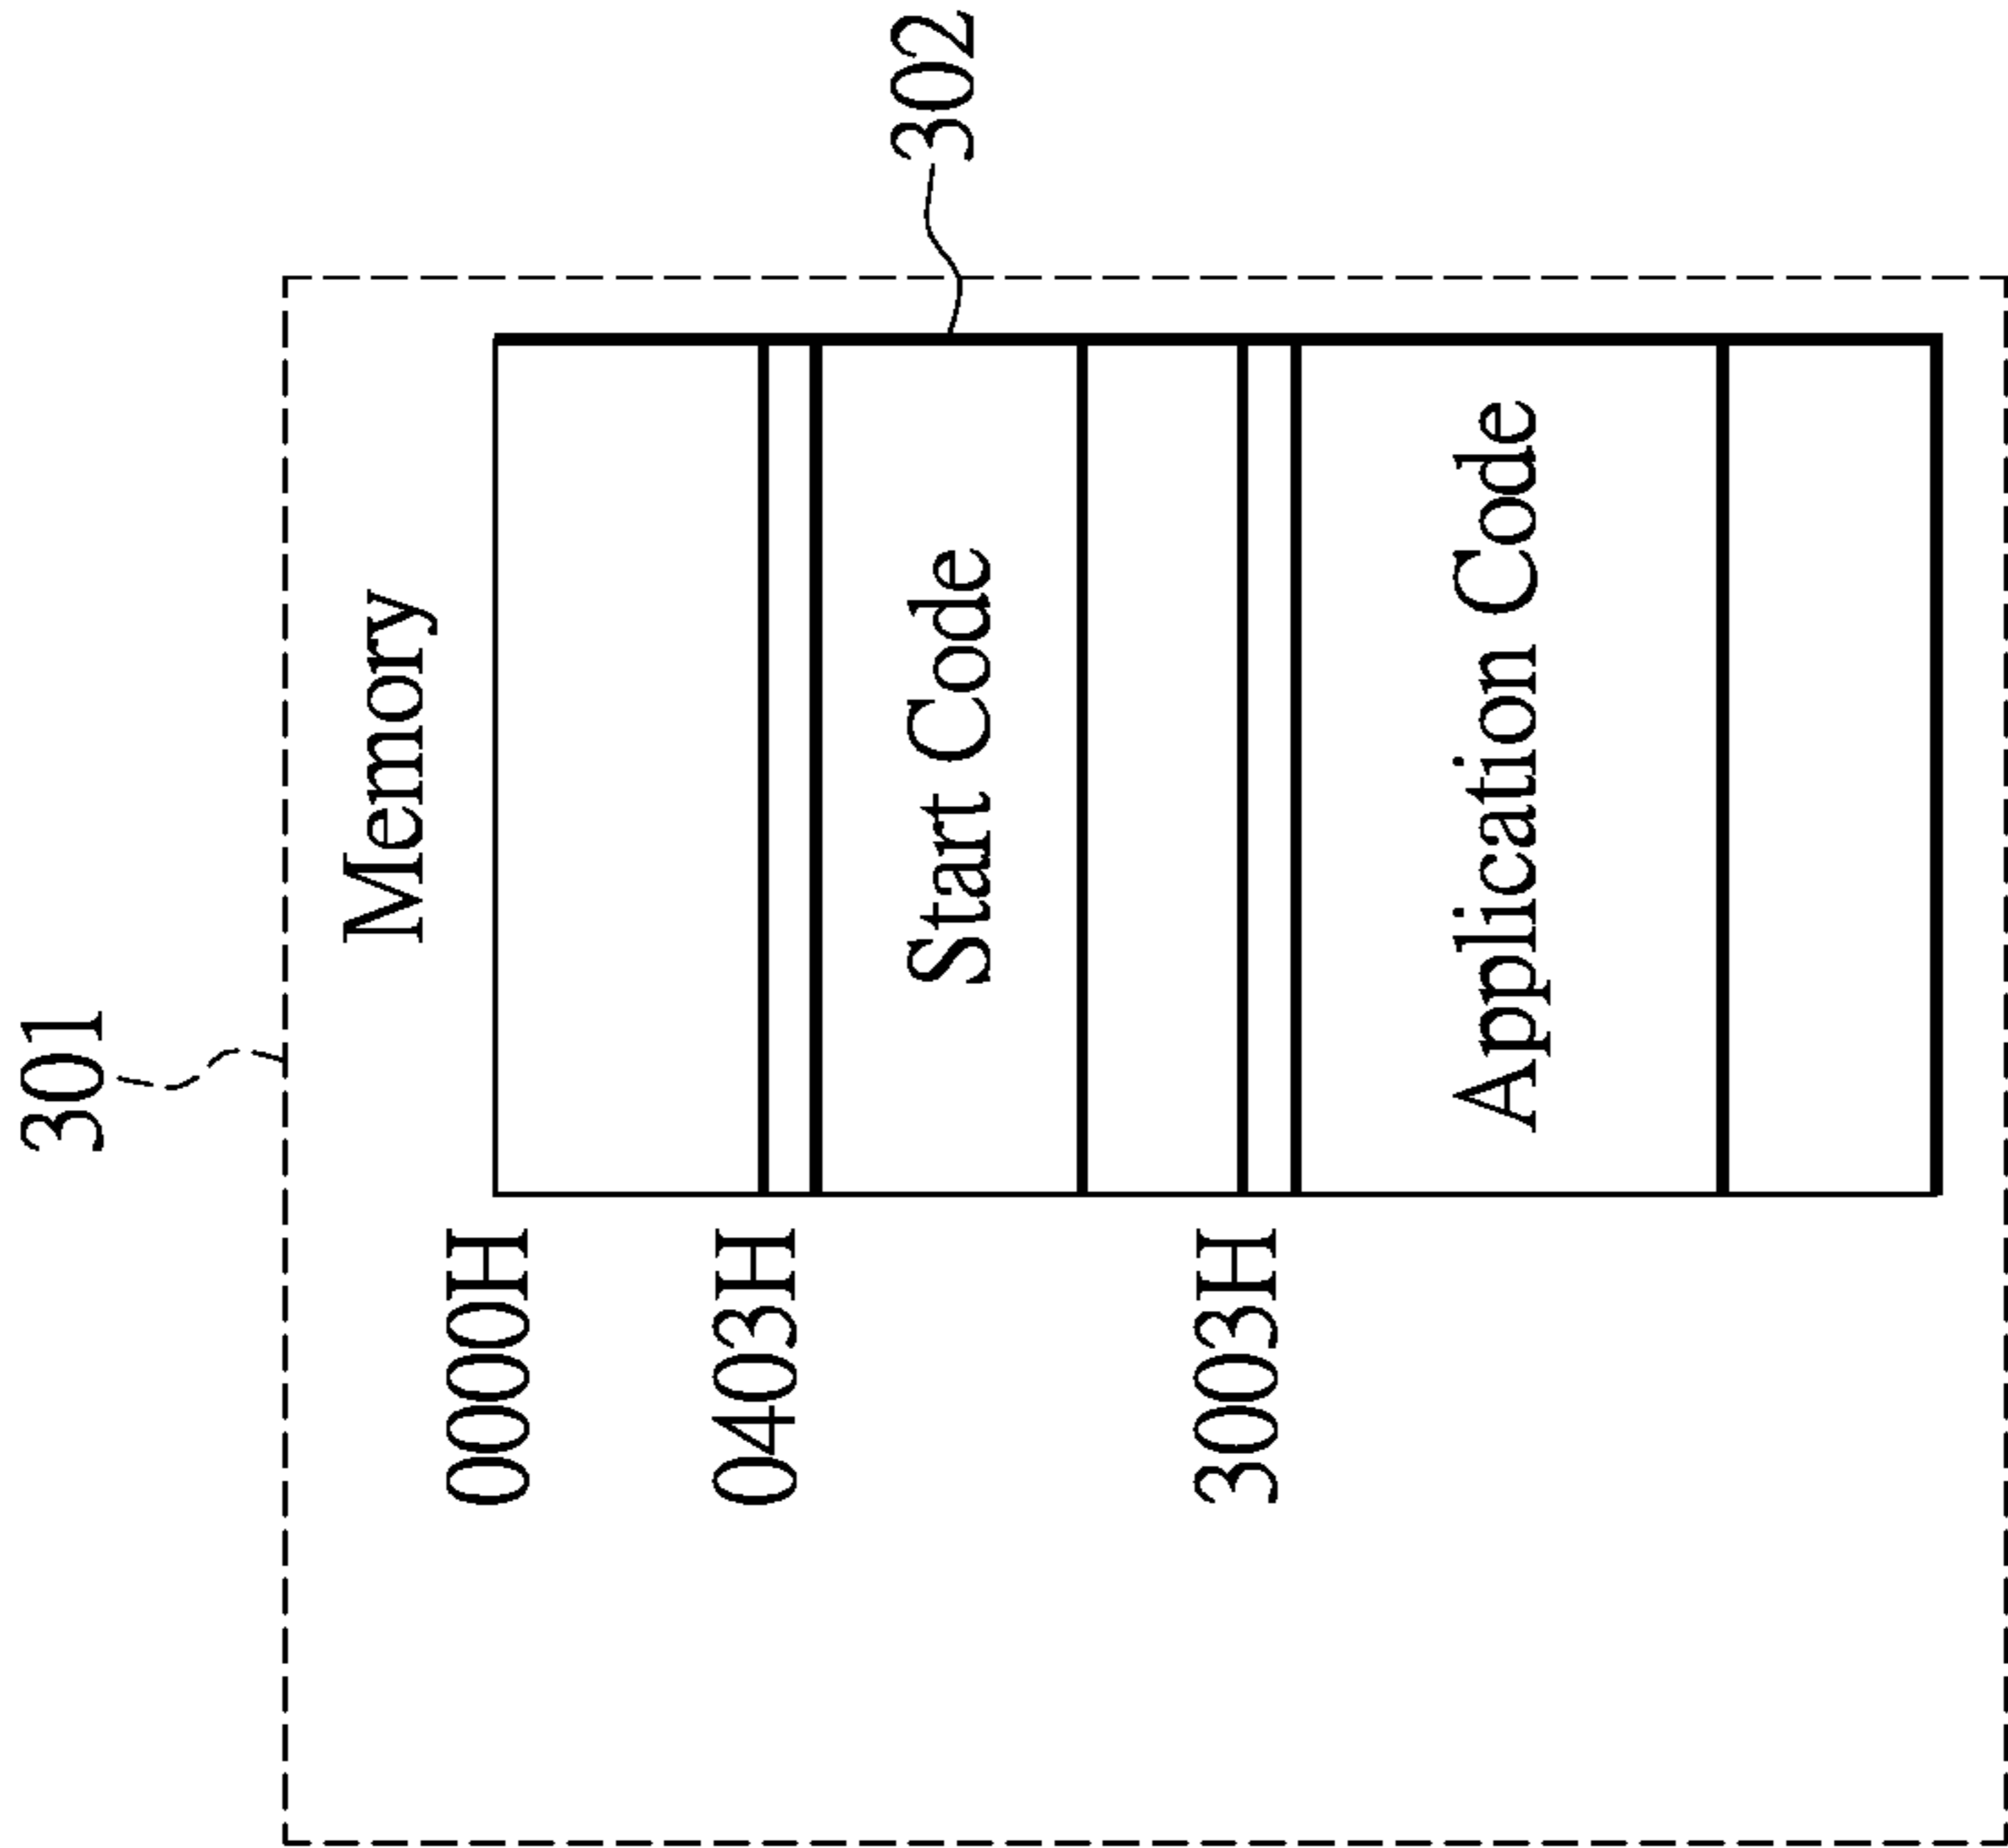 301
Memory
0000H
0403H
Start Code
302
3003H
Application Code